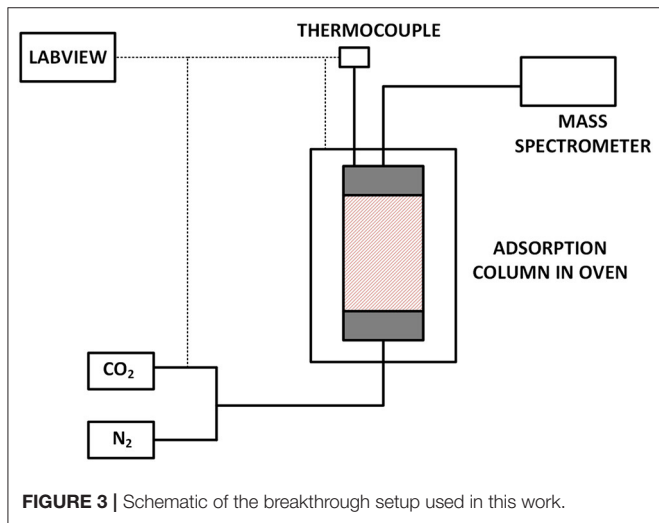 THERMOCOUPLE
LABVIEW
MASS
SPECTROMETER
ADSORPTION
COLUMN IN OVEN
CO₂
N₂
FIGURE 3 | Schematic of the breakthrough setup used in this work.